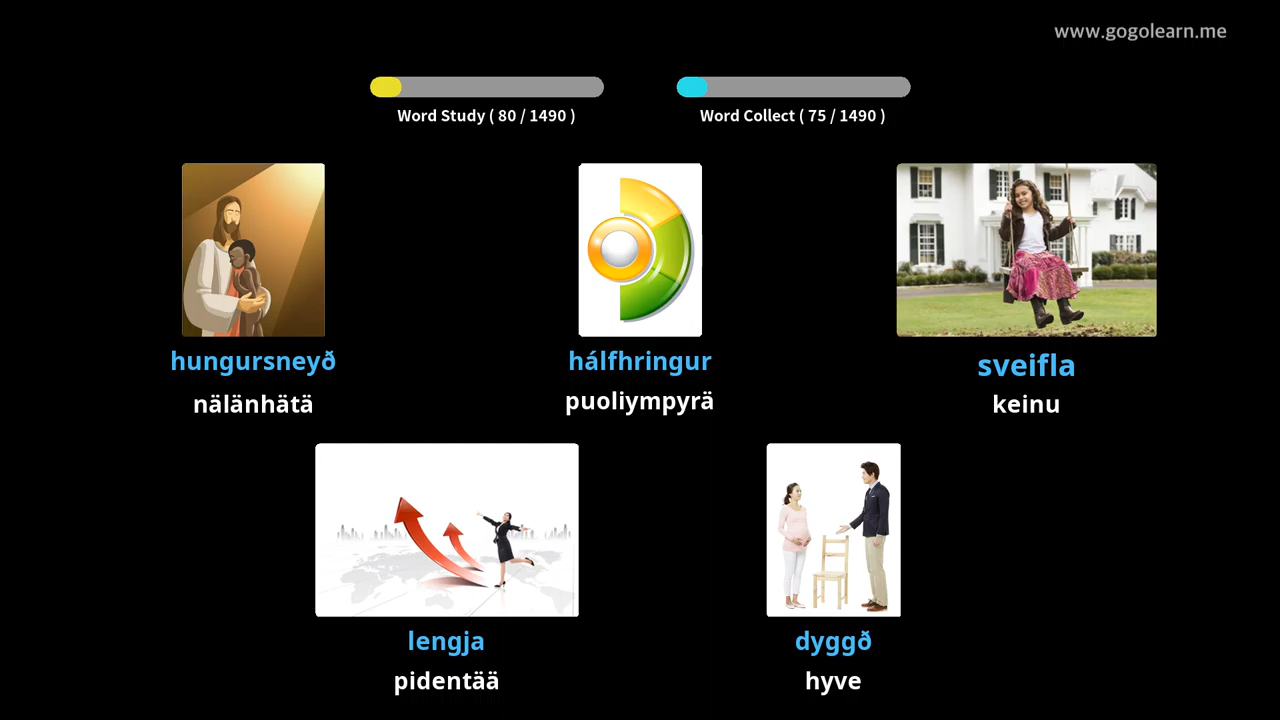 www.gogolearn.me
Word Study ( 80 / 1490 )
Word Collect ( 75 / 1490 )
hungursneyð
nälänhätä
hálfhringur
puoliympyrä
sveifla
keinu
lengja
pidentää
dyggð
hyve